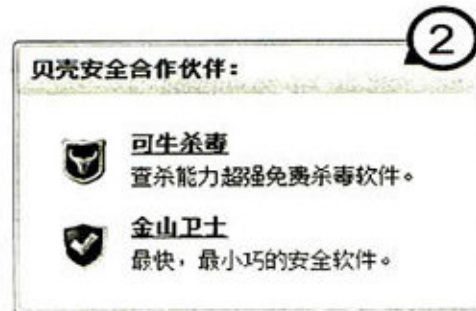 2
贝壳安全合作伙伴：
可牛杀毒
查杀能力超强免费杀毒软件。
金山卫士
最快，最小巧的安全软件。